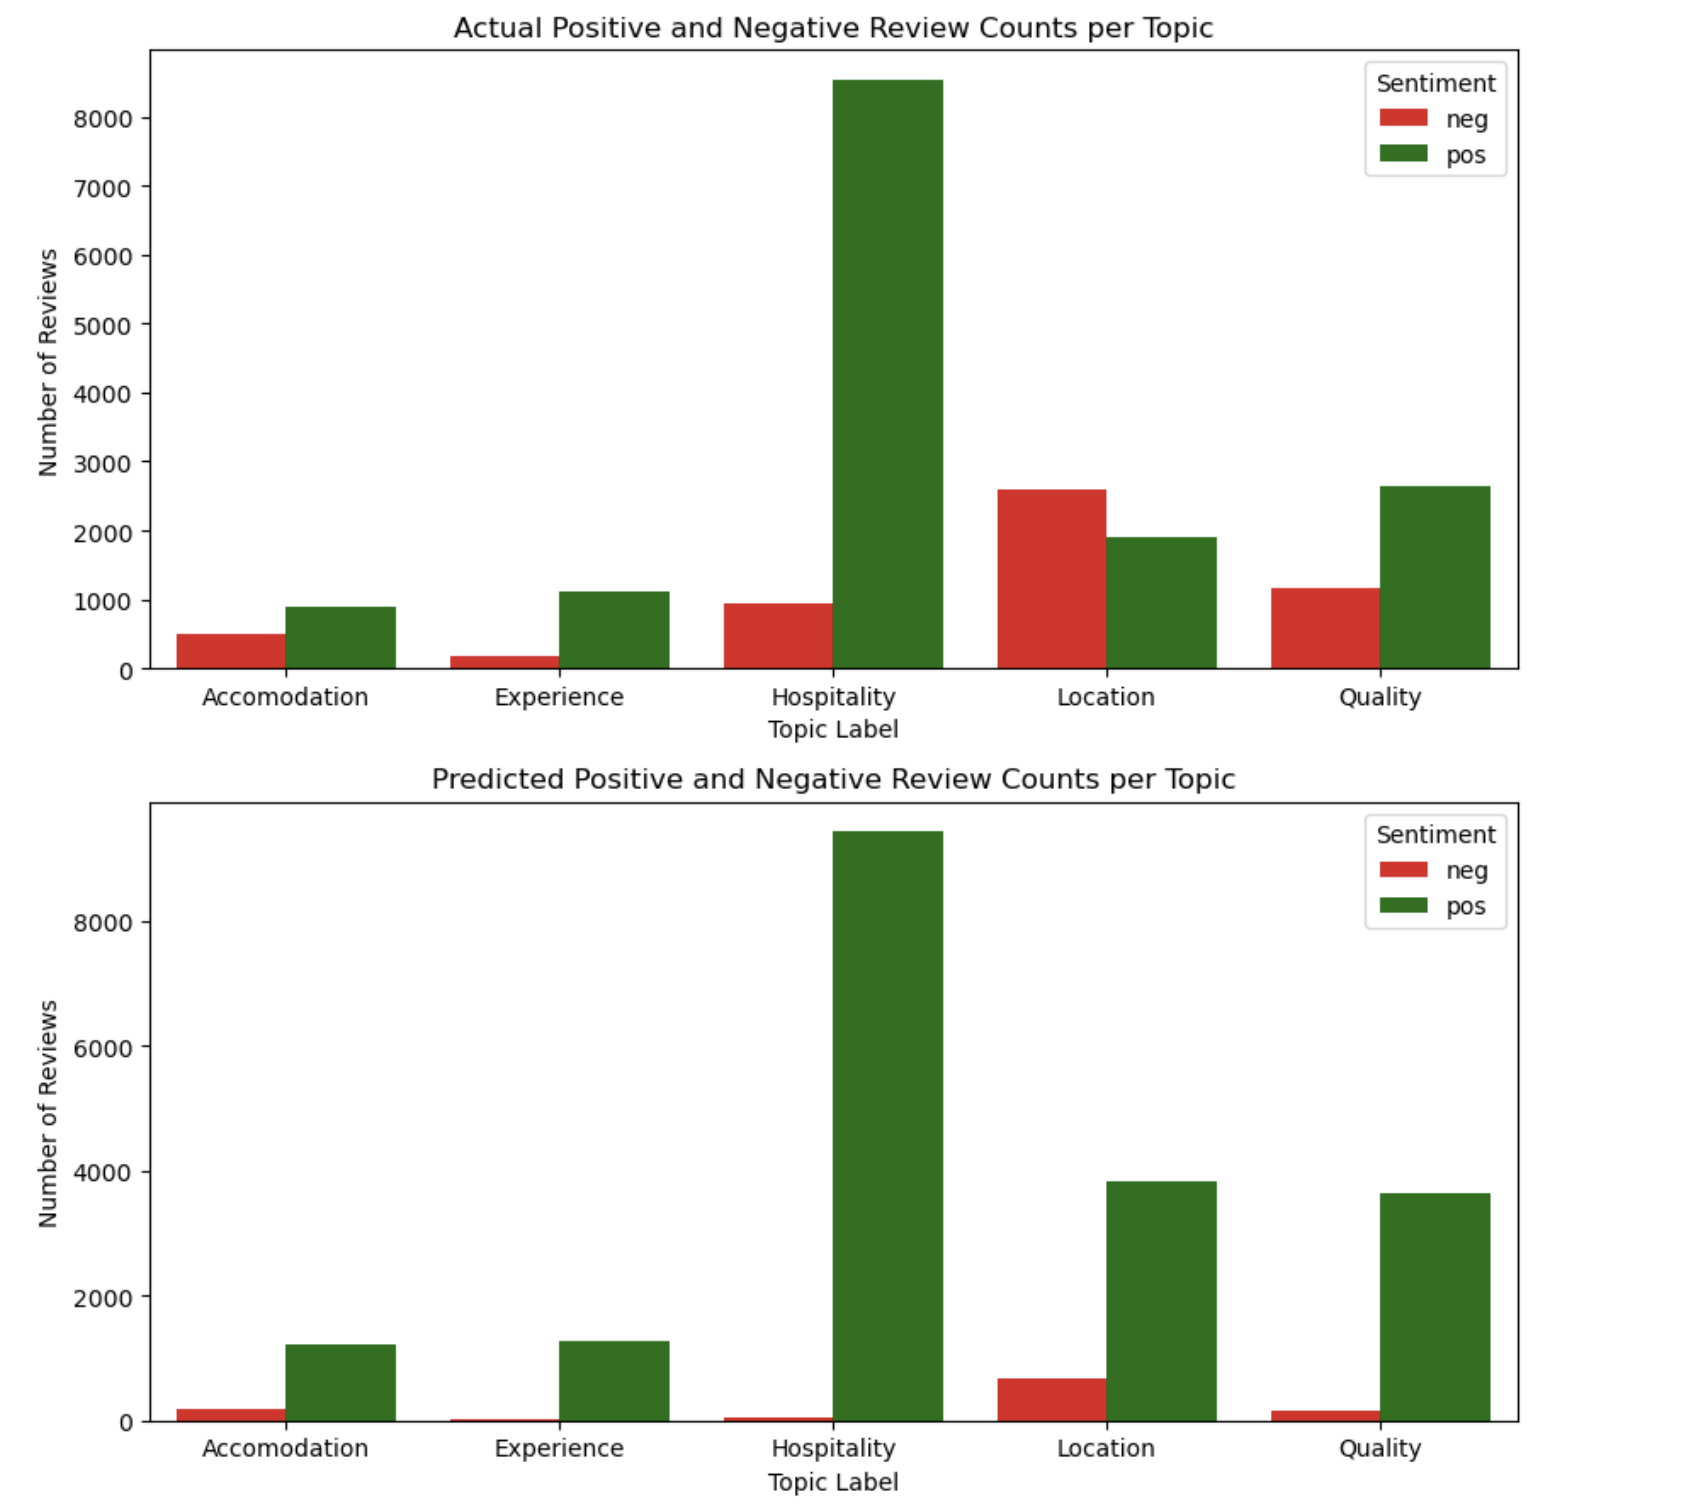 Actual Positive and Negative Review Counts per Topic
Sentiment
neg
pos
8000
7000
6000
5000
4000
3000
2000
1000
0
Number of Reviews
Accomodation Experience Hospitality Location Quality
Topic Label
Predicted Positive and Negative Review Counts per Topic
Sentiment
neg
pos
8000
6000
4000
2000
0
Number of Reviews
Accomodation Experience Hospitality Location Quality
Topic Label